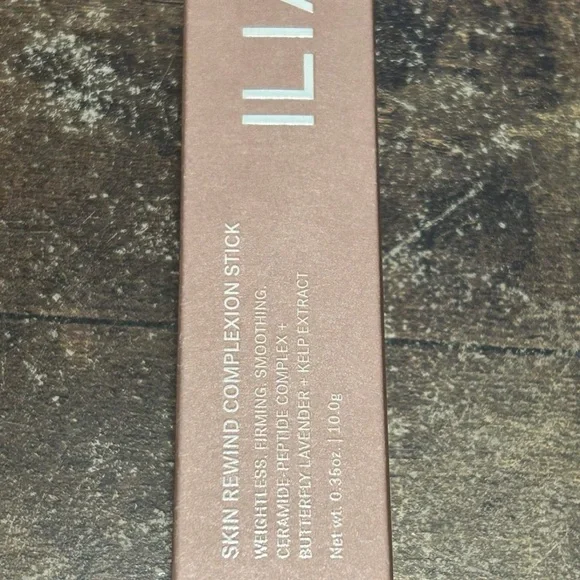 ILIA
SKIN REWIND COMPLEXION STICK
WEIGHTLESS. FIRMING. SMOOTHING.
CERAMIDE-PEPTIDE COMPLEX +
BUTTERFLY LAVENDER + KELP EXTRACT
Net wt. 0.35oz. | 10.0g